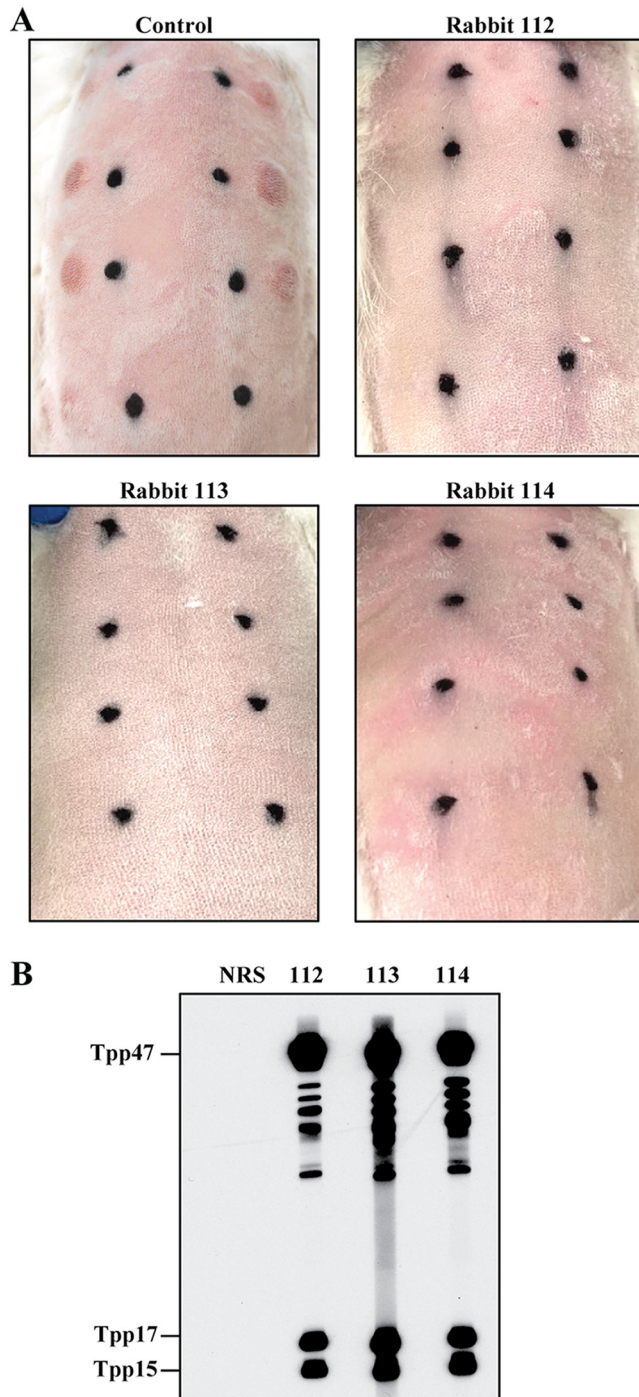 A
Control
Rabbit 112
Rabbit 113
Rabbit 114
B
NRS 112 113 114
Tpp47
Tpp17
Tpp15